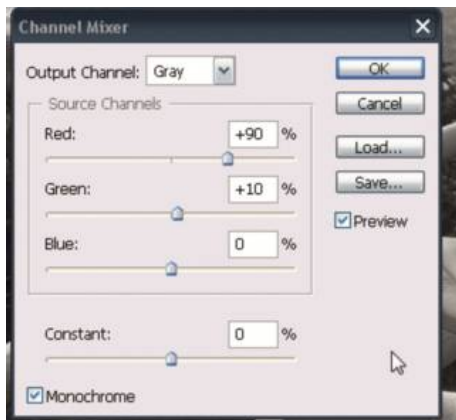 Channel Mixer
Output Channel: Gray
OK
Source Channels
Cancel
Red: +90 %
Load...
Green: +10 %
Save...
Preview
Blue: 0 %
Constant: 0 %
Monochrome